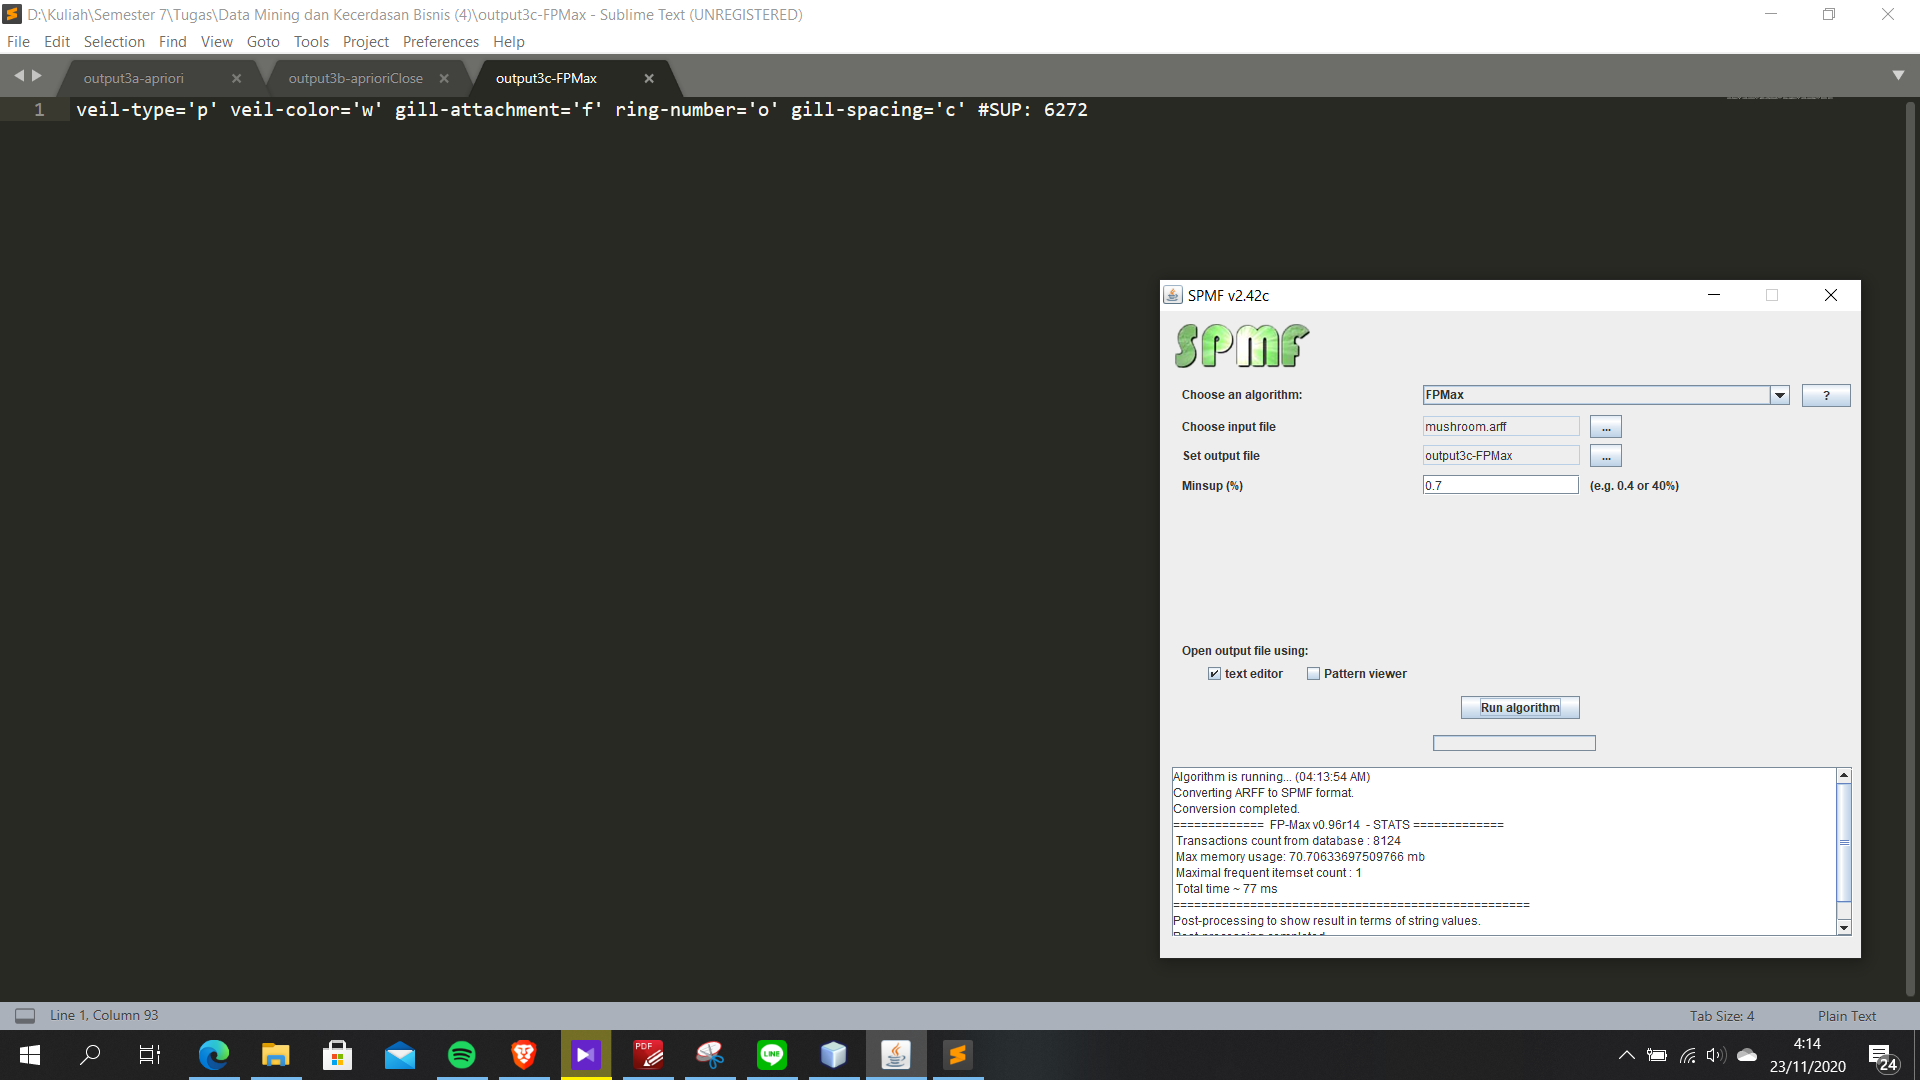 D:\Kuliah\Semester 7\Tugas\Data Mining dan Kecerdasan Bisnis (4)\output3c-FPMax - Sublime Text (UNREGISTERED)
File Edit Selection Find View Goto Tools Project Preferences Help
output3a-apriori output3b-aprioriClose output3c-FPMax
1 veil-type='p' veil-color='w' gill-attachment='f' ring-number='o' gill-spacing='c' #SUP: 6272
SPMF v2.42c
SPMF
Choose an algorithm: FPMax ?
Choose input file mushroom.arff ...
Set output file output3c-FPMax ...
Minsup (%) 0.7 (e.g. 0.4 or 40%)
Open output file using:
text editor Pattern viewer
Run algorithm
Algorithm is running... (04:13:54 AM)
Converting ARFF to SPMF format.
Conversion completed.
============= FP-Max v0.96r14 - STATS =============
Transactions count from database : 8124
Max memory usage: 70.70633697509766 mb
Maximal frequent itemset count : 1
Total time ~ 77 ms
===================================================
Post-processing to show result in terms of string values.
Post-processing completed.
Line 1, Column 93 Tab Size: 4 Plain Text
PDF
LINE
4:14
23/11/2020
24